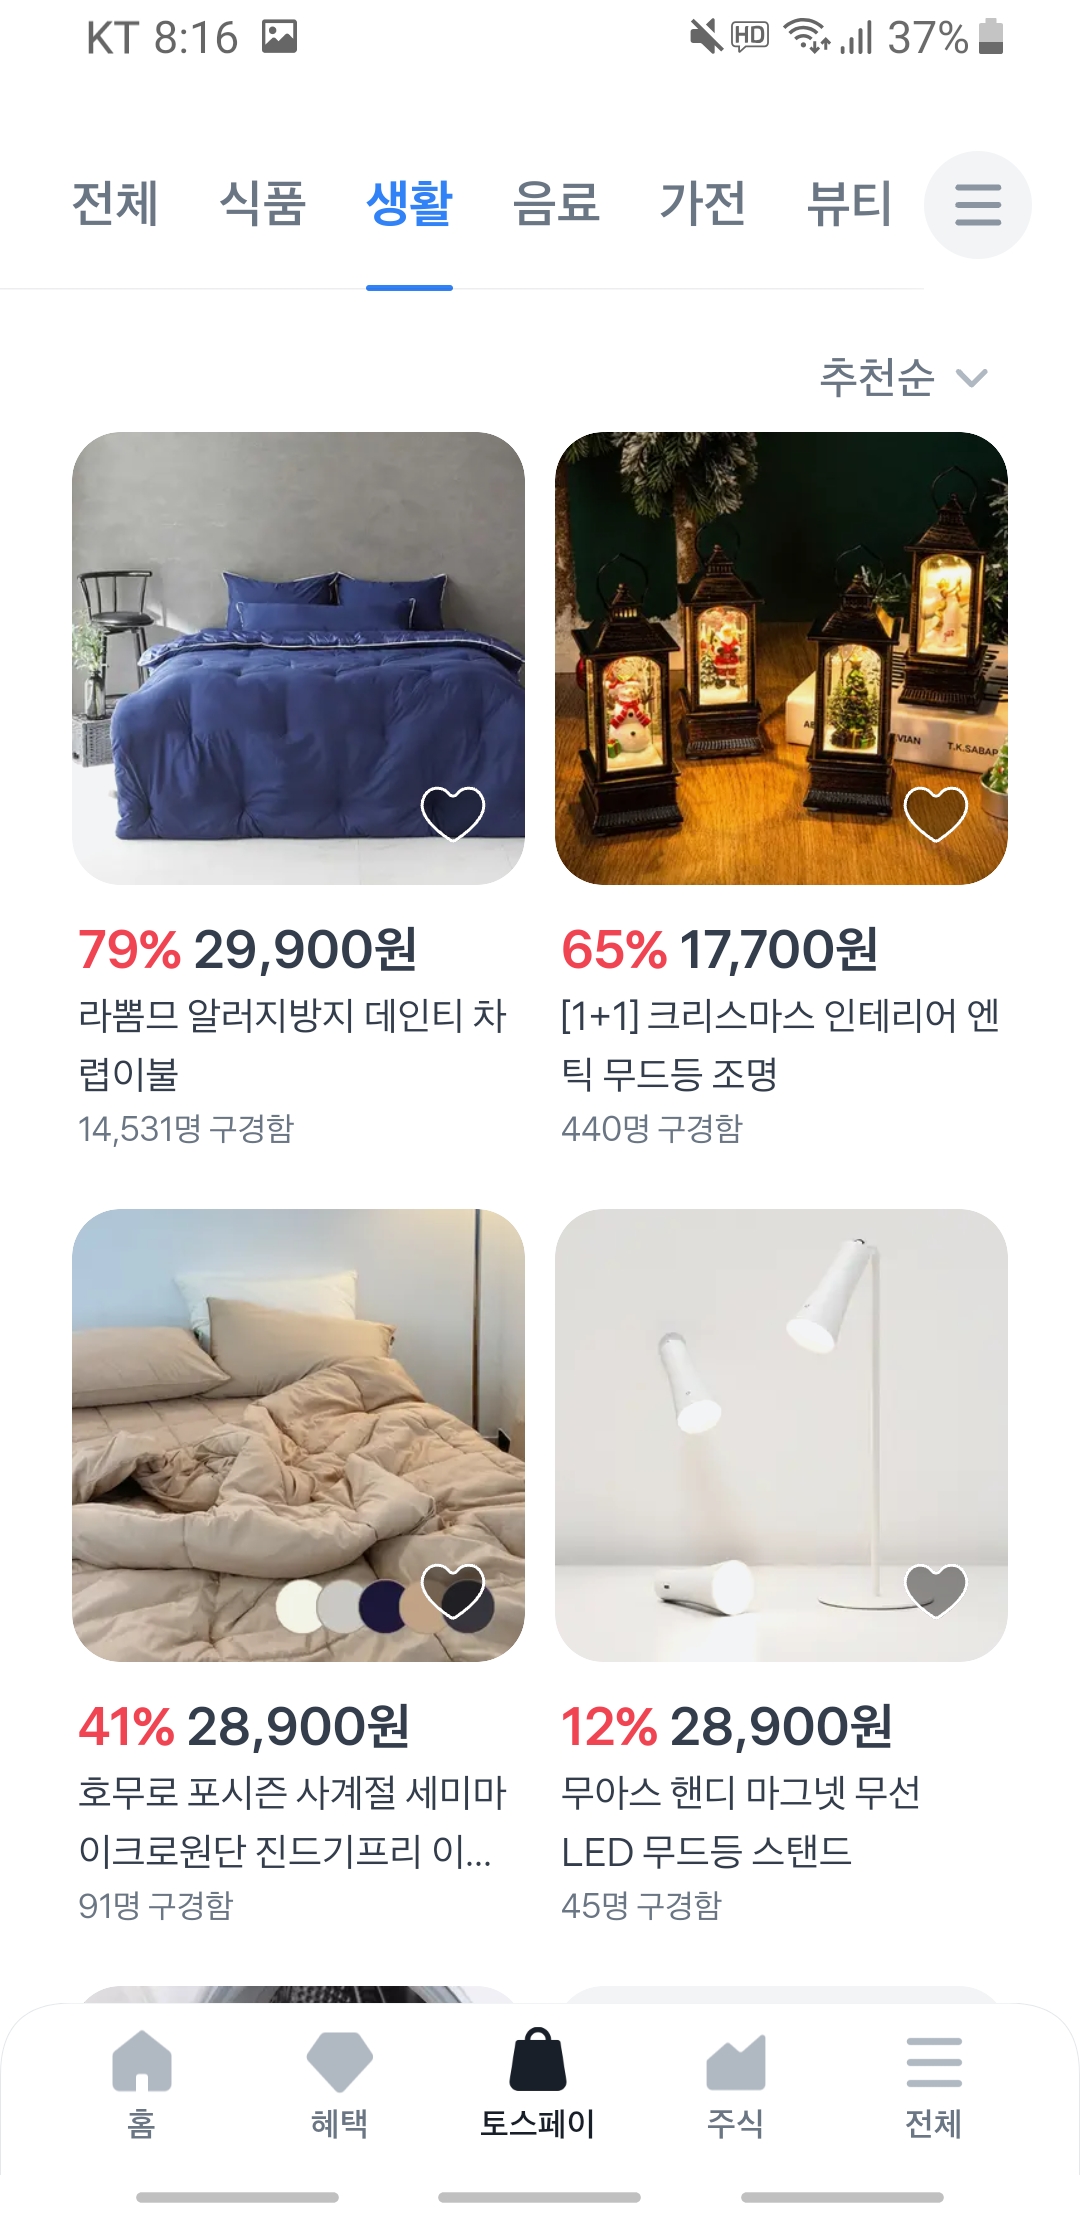 KT 8:16
HD 37%
전체 식품 생활 음료 가전 뷰티
추천순
VIAN
T.K.SABAP
79% 29,900원
라뽐므 알러지방지 데인티 차
렵이불
14,531명 구경함
65% 17,700원
[1+1] 크리스마스 인테리어 엔
틱 무드등 조명
440명 구경함
41% 28,900원
호무로 포시즌 사계절 세미마
이크로원단 진드기프리 이...
91명 구경함
12% 28,900원
무아스 핸디 마그넷 무선
LED 무드등 스탠드
45명 구경함
홈 혜택 토스페이 주식 전체